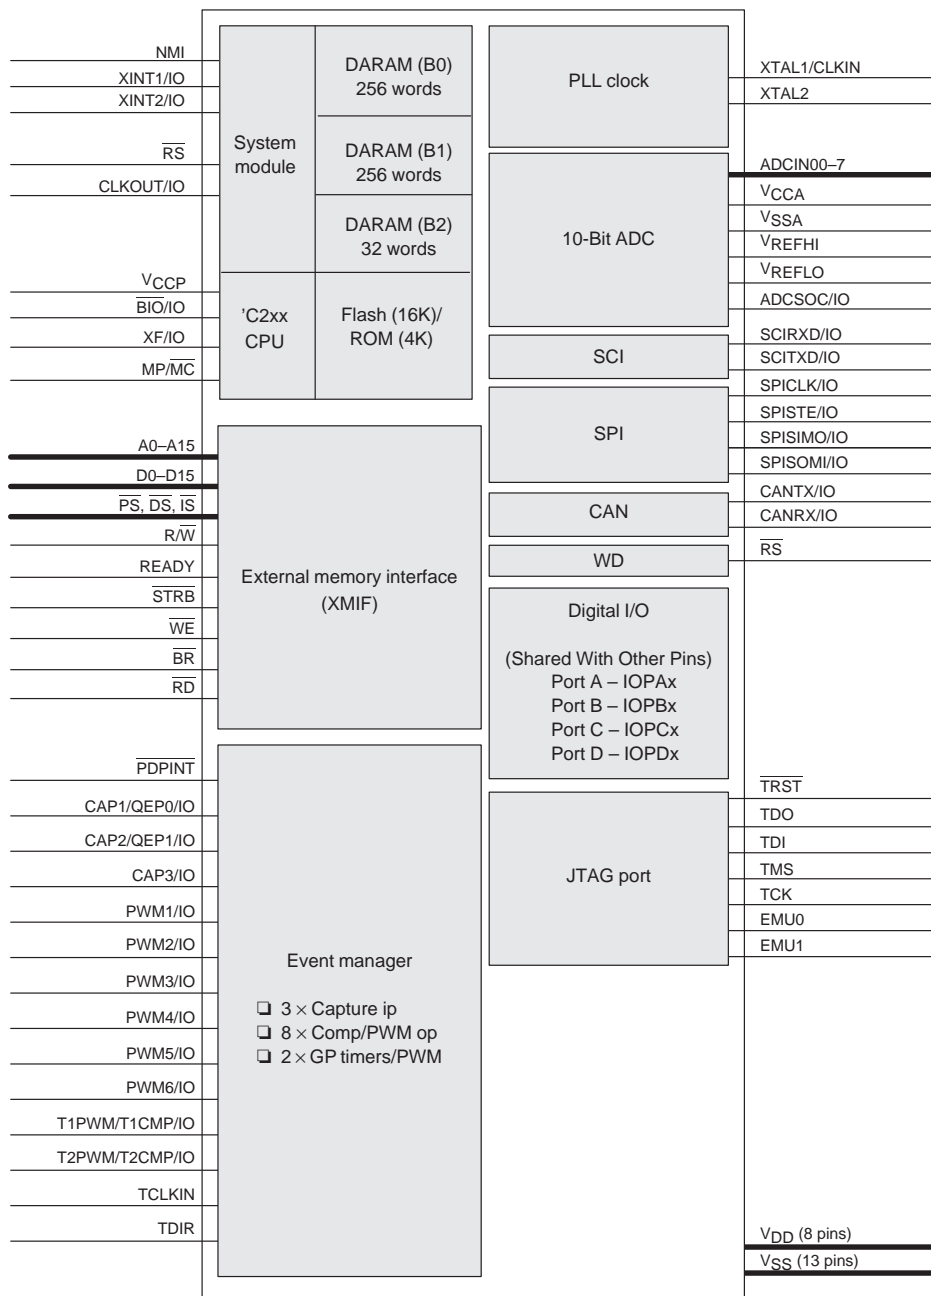 NMI
XINT1/IO
XINT2/IO
RS
CLKOUT/IO
VCCP
BIO/IO
XF/IO
MP/MC
A0–A15
D0–D15
PS, DS, IS
R/W
READY
STRB
WE
BR
RD
PDPINT
CAP1/QEP0/IO
CAP2/QEP1/IO
CAP3/IO
PWM1/IO
PWM2/IO
PWM3/IO
PWM4/IO
PWM5/IO
PWM6/IO
T1PWM/T1CMP/IO
T2PWM/T2CMP/IO
TCLKIN
TDIR
System
module
DARAM (B0)
256 words
DARAM (B1)
256 words
DARAM (B2)
32 words
'C2xx
CPU
Flash (16K)/
ROM (4K)
External memory interface
(XMIF)
Event manager
❏ 3 × Capture ip
❏ 8 × Comp/PWM op
❏ 2 × GP timers/PWM
PLL clock
10-Bit ADC
SCI
SPI
CAN
WD
Digital I/O
(Shared With Other Pins)
Port A – IOPAx
Port B – IOPBx
Port C – IOPCx
Port D – IOPDx
JTAG port
XTAL1/CLKIN
XTAL2
ADCIN00–7
VCCA
VSSA
VREFHI
VREFLO
ADCSOC/IO
SCIRXD/IO
SCITXD/IO
SPICLK/IO
SPISTE/IO
SPISIMO/IO
SPISOMI/IO
CANTX/IO
CANRX/IO
RS
TRST
TDO
TDI
TMS
TCK
EMU0
EMU1
VDD (8 pins)
VSS (13 pins)